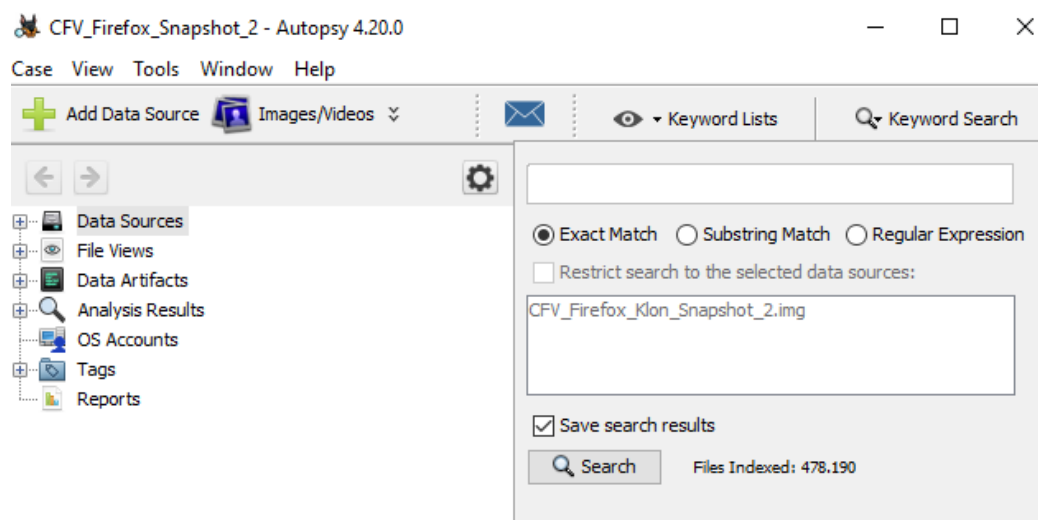 CFV_Firefox_Snapshot_2 - Autopsy 4.20.0
Case View Tools Window Help
Add Data Source Images/Videos Keyword Lists Keyword Search
Data Sources
File Views
Data Artifacts
Analysis Results
OS Accounts
Tags
Reports
Exact Match Substring Match Regular Expression
Restrict search to the selected data sources:
CFV_Firefox_Klon_Snapshot_2.img
Save search results
Search Files Indexed: 478.190